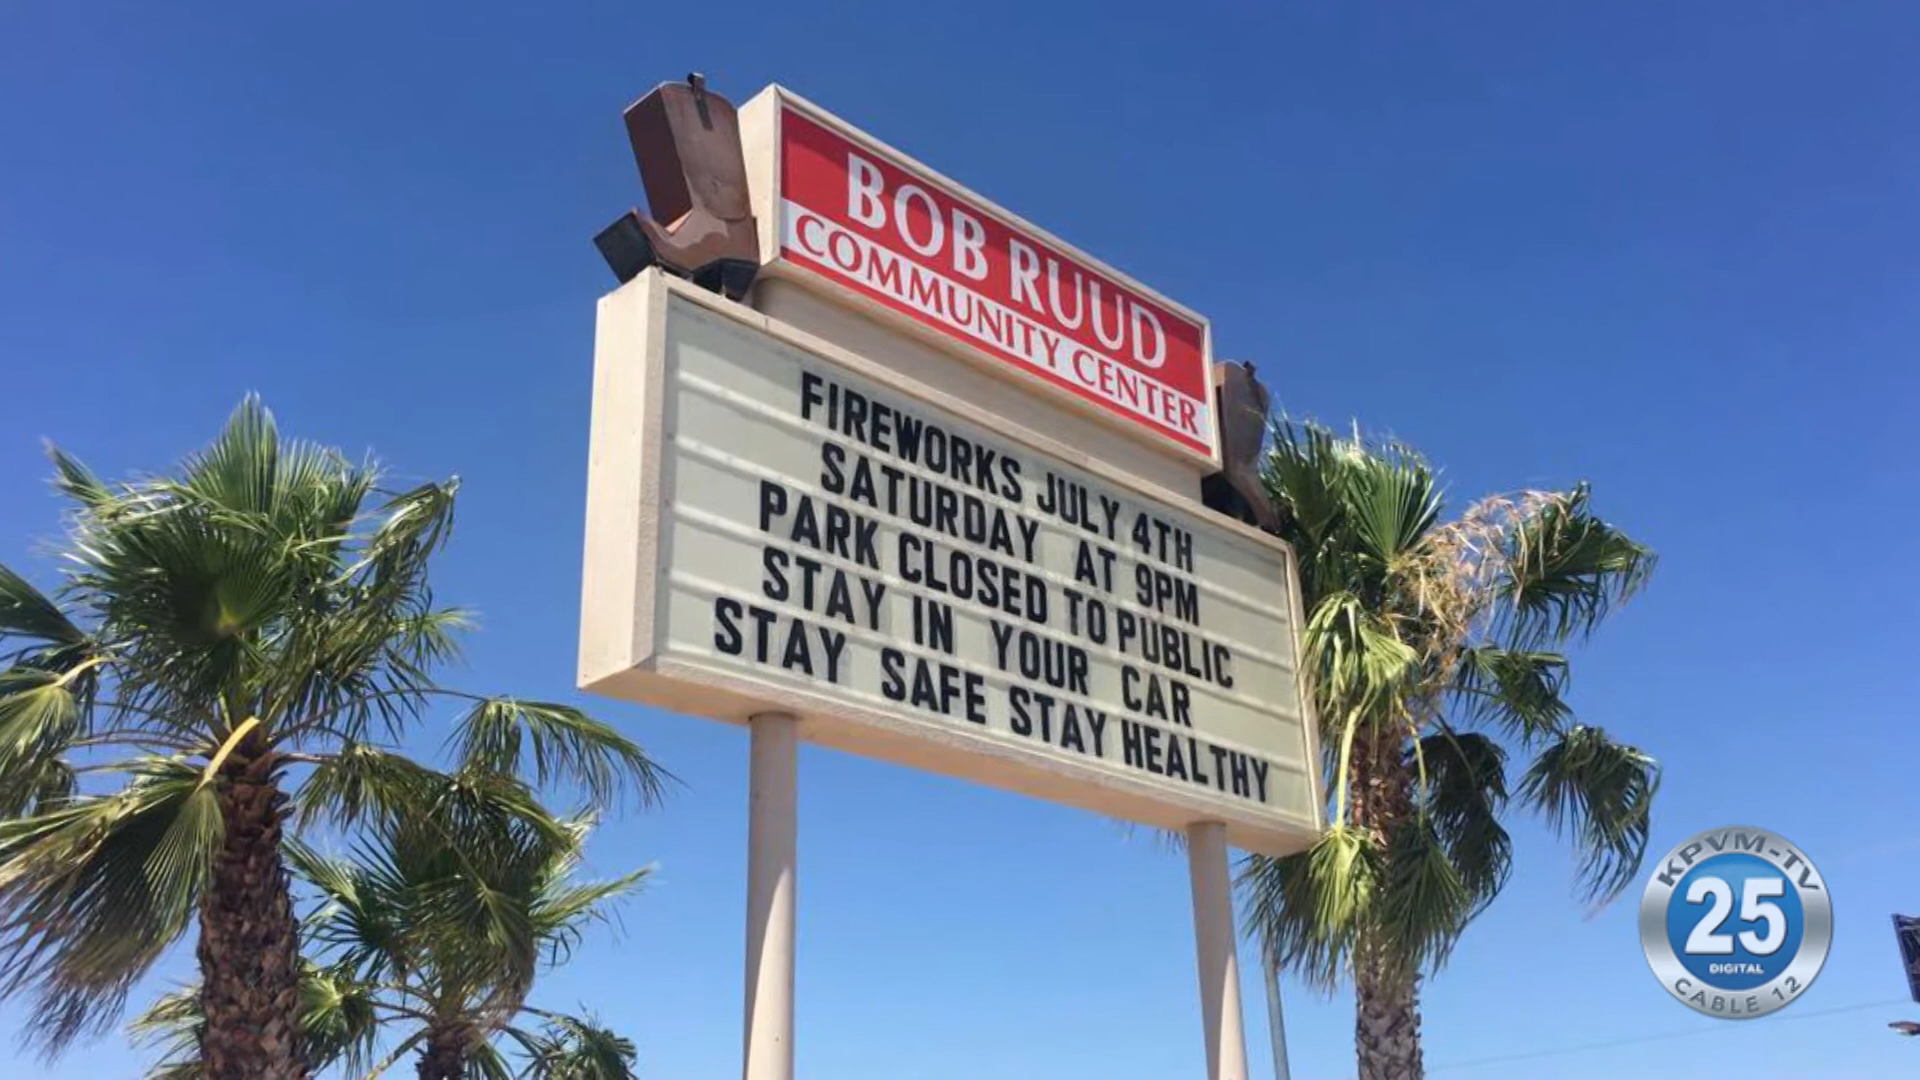 BOB RUUD
COMMUNITY CENTER
FIREWORKS JULY 4TH
SATURDAY AT 9PM
PARK CLOSED TO PUBLIC
STAY IN YOUR CAR
STAY SAFE STAY HEALTHY
KPVM-TV
25
DIGITAL
CABLE 12